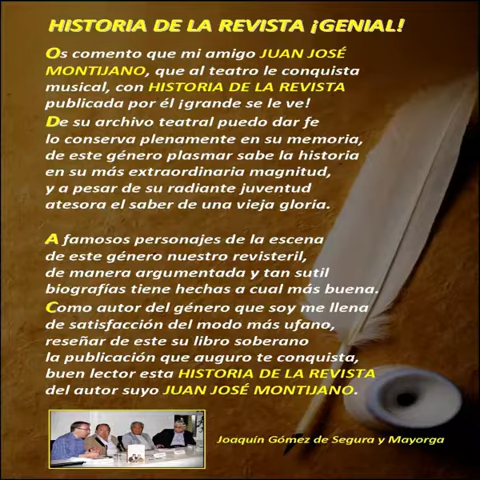 HISTORIA DE LA REVISTA ¡GENIAL!
Os comento que mi amigo JUAN JOSÉ
MONTIJANO, que al teatro le conquista
musical, con HISTORIA DE LA REVISTA
publicada por él ¡grande se le ve!
De su archivo teatral puedo dar fe
lo conserva plenamente en su memoria,
de este género plasmar sabe la historia
en su más extraordinaria magnitud,
y a pesar de su radiante juventud
atesora el saber de una vieja gloria.
A famosos personajes de la escena
de este género nuestro revisteril,
de manera argumentada y tan sutil
biografías tiene hechas a cual más buena.
Como autor del género que soy me llena
de satisfacción del modo más ufano,
reseñar de este su libro soberano
la publicación que auguro te conquista,
buen lector esta HISTORIA DE LA REVISTA
del autor suyo JUAN JOSÉ MONTIJANO.
Joaquín Gómez de Segura y Mayorga